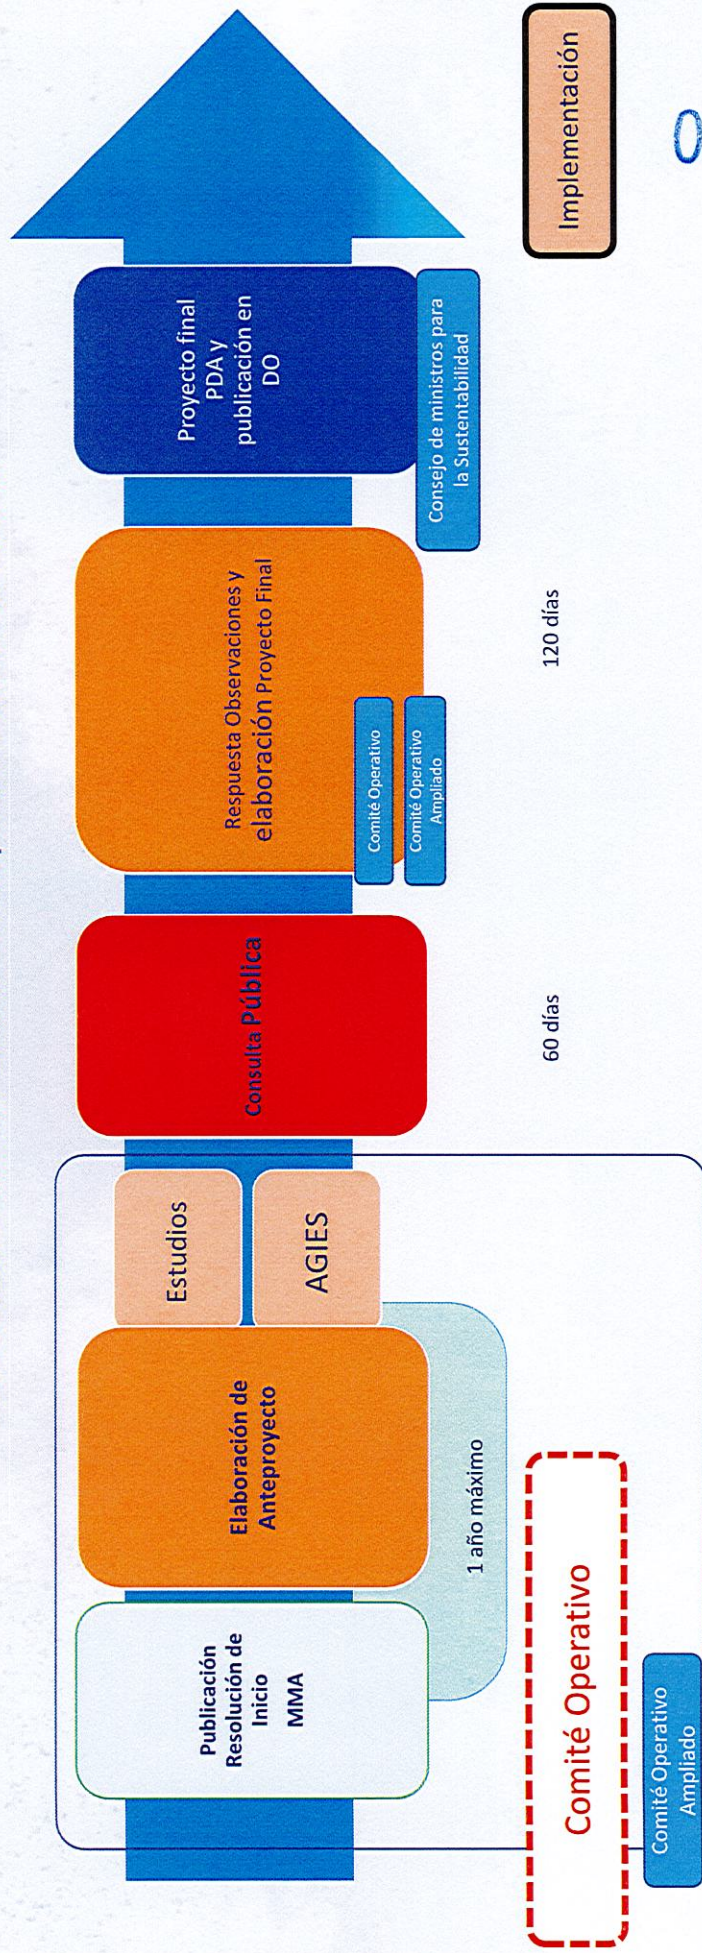 Publicación
Resolución de
Inicio
MMA
Elaboración de
Anteproyecto
1 año máximo
Estudios
AGIES
Comité Operativo
Comité Operativo
Ampliado
Consulta Pública
60 días
Respuesta Observaciones y
elaboración Proyecto Final
Comité Operativo
Comité Operativo
Ampliado
120 días
Proyecto final
PDA y
publicación en
DO
Consejo de ministros para
la Sustentabilidad
Implementación